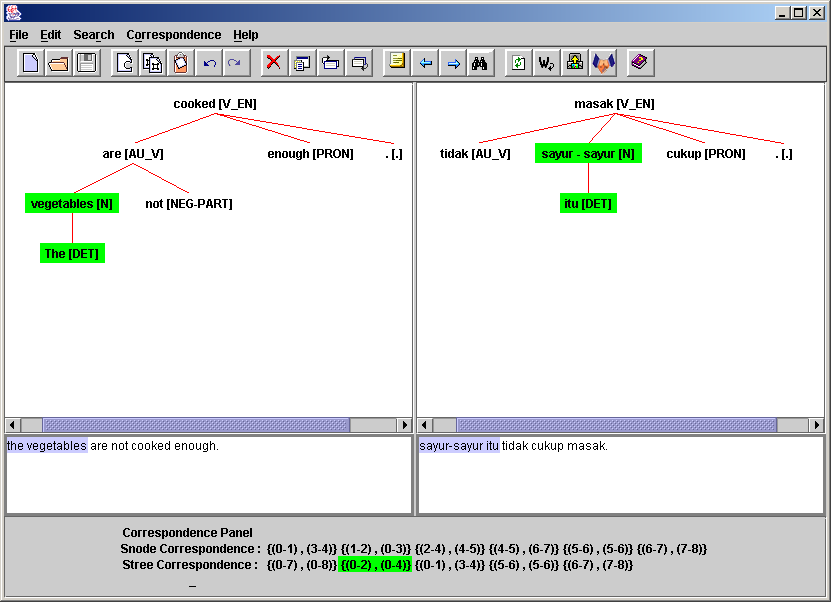 File Edit Search Correspondence Help
cooked [V_EN]
are [AU_V] enough [PRON] . [.]
vegetables [N] not [NEG-PART]
The [DET]
masak [V_EN]
tidak [AU_V] sayur - sayur [N] cukup [PRON] . [.]
itu [DET]
the vegetables are not cooked enough.
sayur-sayur itu tidak cukup masak.
Correspondence Panel
Snode Correspondence : {(0-1) , (3-4)} {(1-2) , (0-3)} {(2-4) , (4-5)} {(4-5) , (6-7)} {(5-6) , (5-6)} {(6-7) , (7-8)}
Stree Correspondence : {(0-7) , (0-8)} {(0-2) , (0-4)} {(0-1) , (3-4)} {(5-6) , (5-6)} {(6-7) , (7-8)}